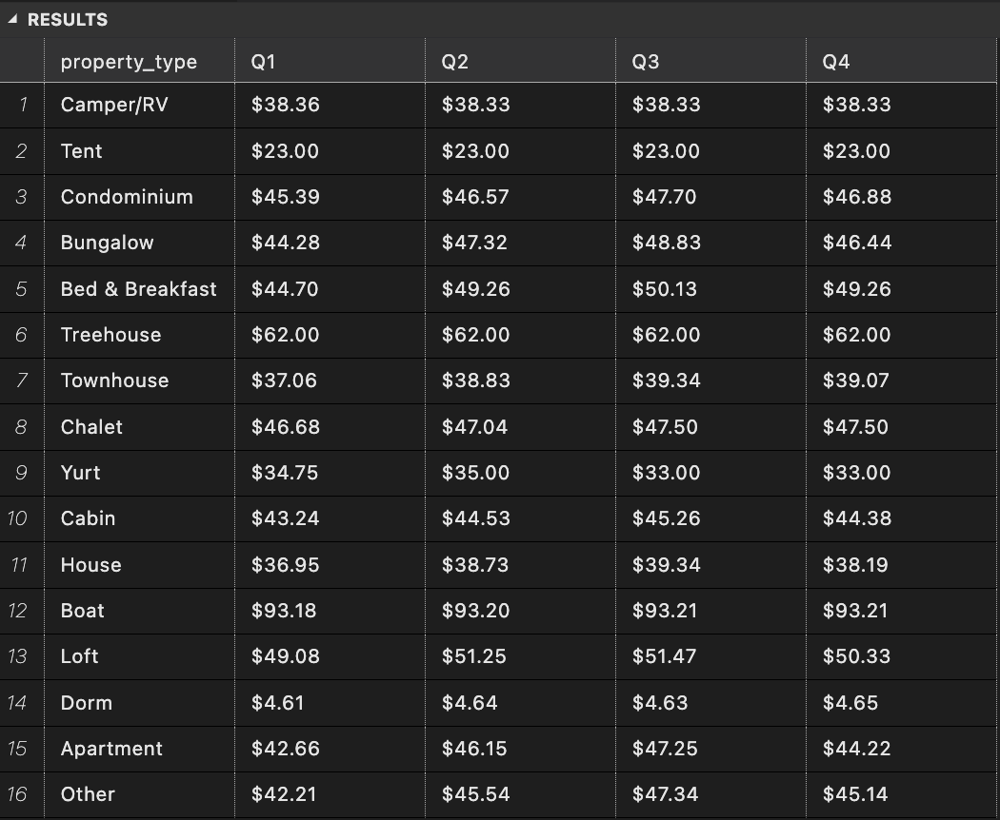 RESULTS
property_type Q1 Q2 Q3 Q4
1 Camper/RV $38.36 $38.33 $38.33 $38.33
2 Tent $23.00 $23.00 $23.00 $23.00
3 Condominium $45.39 $46.57 $47.70 $46.88
4 Bungalow $44.28 $47.32 $48.83 $46.44
5 Bed & Breakfast $44.70 $49.26 $50.13 $49.26
6 Treehouse $62.00 $62.00 $62.00 $62.00
7 Townhouse $37.06 $38.83 $39.34 $39.07
8 Chalet $46.68 $47.04 $47.50 $47.50
9 Yurt $34.75 $35.00 $33.00 $33.00
10 Cabin $43.24 $44.53 $45.26 $44.38
11 House $36.95 $38.73 $39.34 $38.19
12 Boat $93.18 $93.20 $93.21 $93.21
13 Loft $49.08 $51.25 $51.47 $50.33
14 Dorm $4.61 $4.64 $4.63 $4.65
15 Apartment $42.66 $46.15 $47.25 $44.22
16 Other $42.21 $45.54 $47.34 $45.14